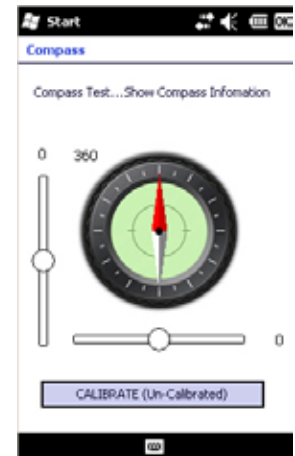 Start
Compass
Compass Test...Show Compass Infomation
0 360
0
CALIBRATE (Un-Calibrated)